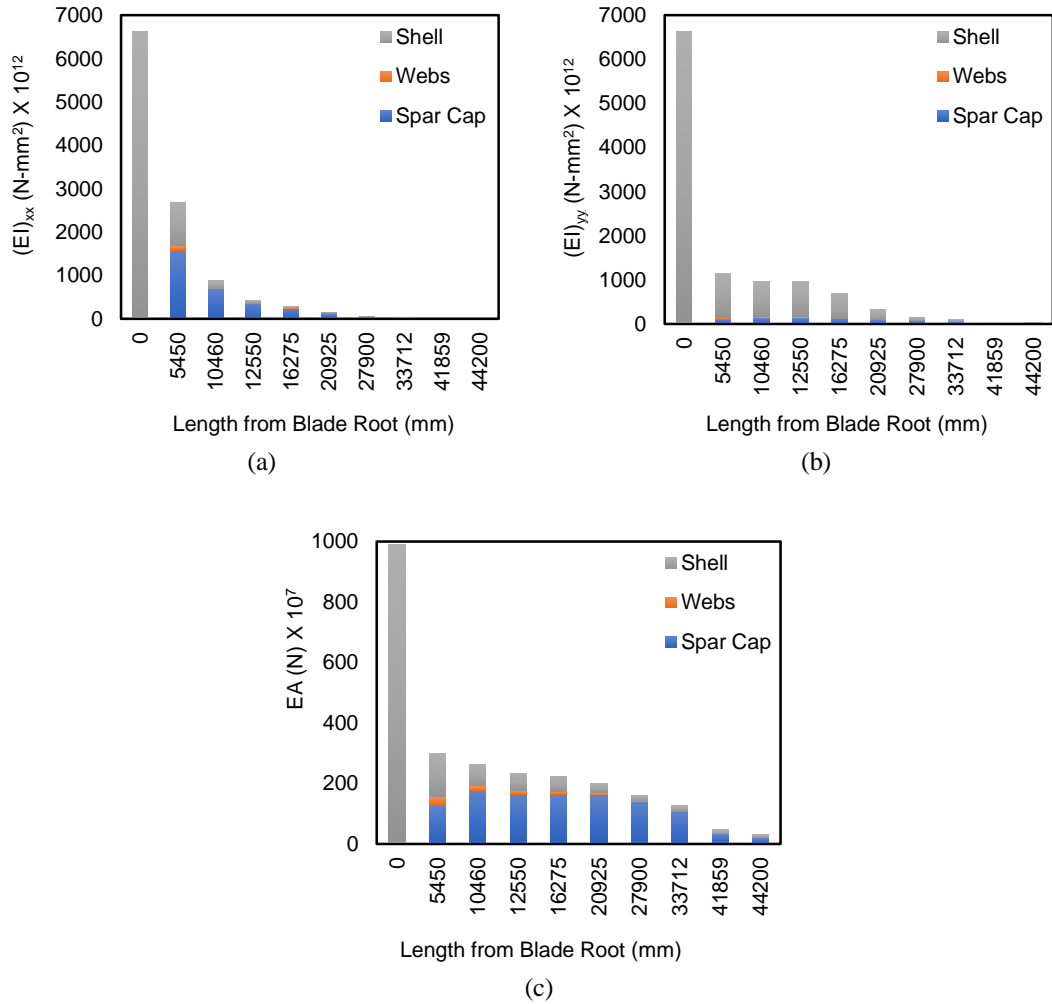 7000
6000
5000
4000
3000
2000
1000
0
(EI)xx (N-mm²) X 10¹²
Shell
Webs
Spar Cap
0
5450
10460
12550
16275
20925
27900
33712
41859
44200
Length from Blade Root (mm)
(a)
7000
6000
5000
4000
3000
2000
1000
0
(EI)yy (N-mm²) X 10¹²
Shell
Webs
Spar Cap
0
5450
10460
12550
16275
20925
27900
33712
41859
44200
Length from Blade Root (mm)
(b)
1000
800
600
400
200
0
EA (N) X 10⁷
Shell
Webs
Spar Cap
0
5450
10460
12550
16275
20925
27900
33712
41859
44200
Length from Blade Root (mm)
(c)